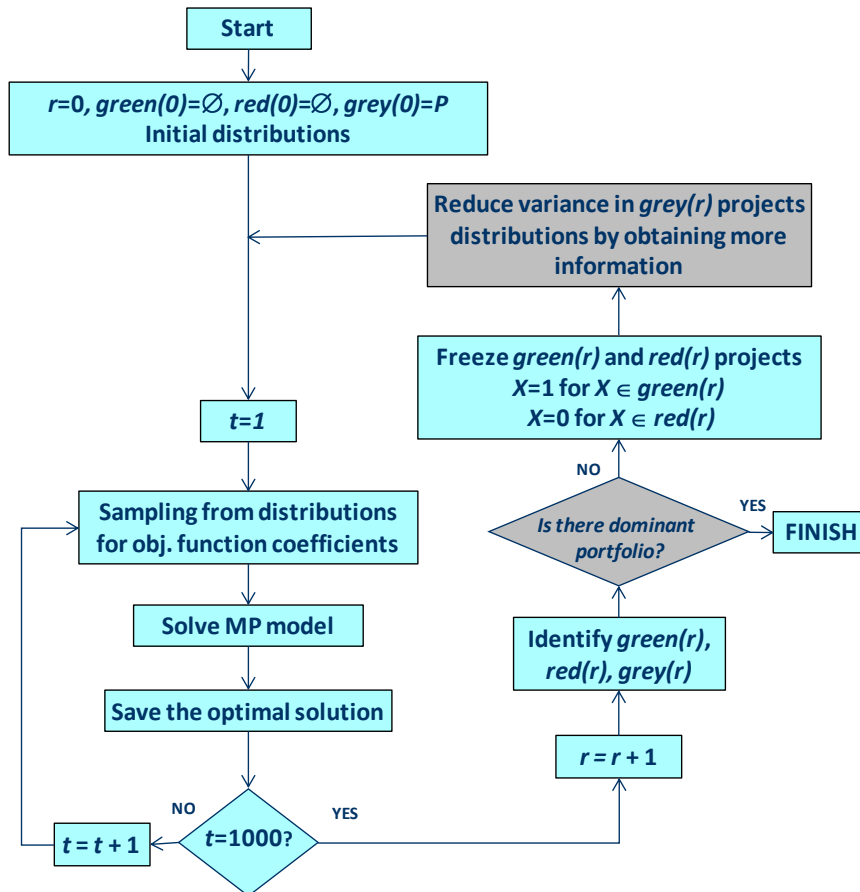 Start
r=0, green(0)=∅, red(0)=∅, grey(0)=P
Initial distributions
Reduce variance in grey(r) projects
distributions by obtaining more
information
Freeze green(r) and red(r) projects
X=1 for X ∈ green(r)
X=0 for X ∈ red(r)
t=1
NO
Sampling from distributions
for obj. function coefficients
Is there dominant
portfolio?
YES
FINISH
Solve MP model
Identify green(r),
red(r), grey(r)
Save the optimal solution
r = r + 1
NO
YES
t = t + 1
t=1000?